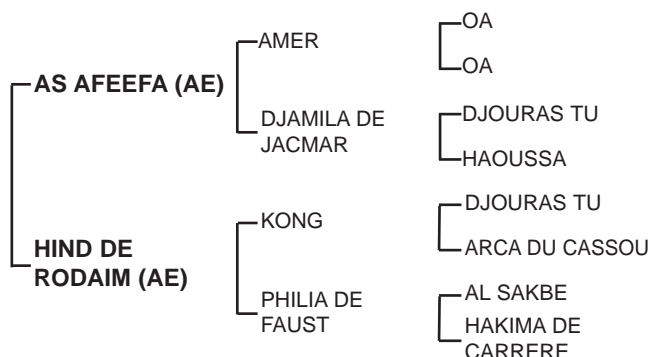 AS AFEEFA (AE)
AMER
OA
OA
DJAMILA DE
JACMAR
DJOURAS TU
HAOUSSA
HIND DE
RODAIM (AE)
KONG
DJOURAS TU
ARCA DU CASSOU
PHILIA DE
FAUST
AL SAKBE
HAKIMA DE
CARRERE